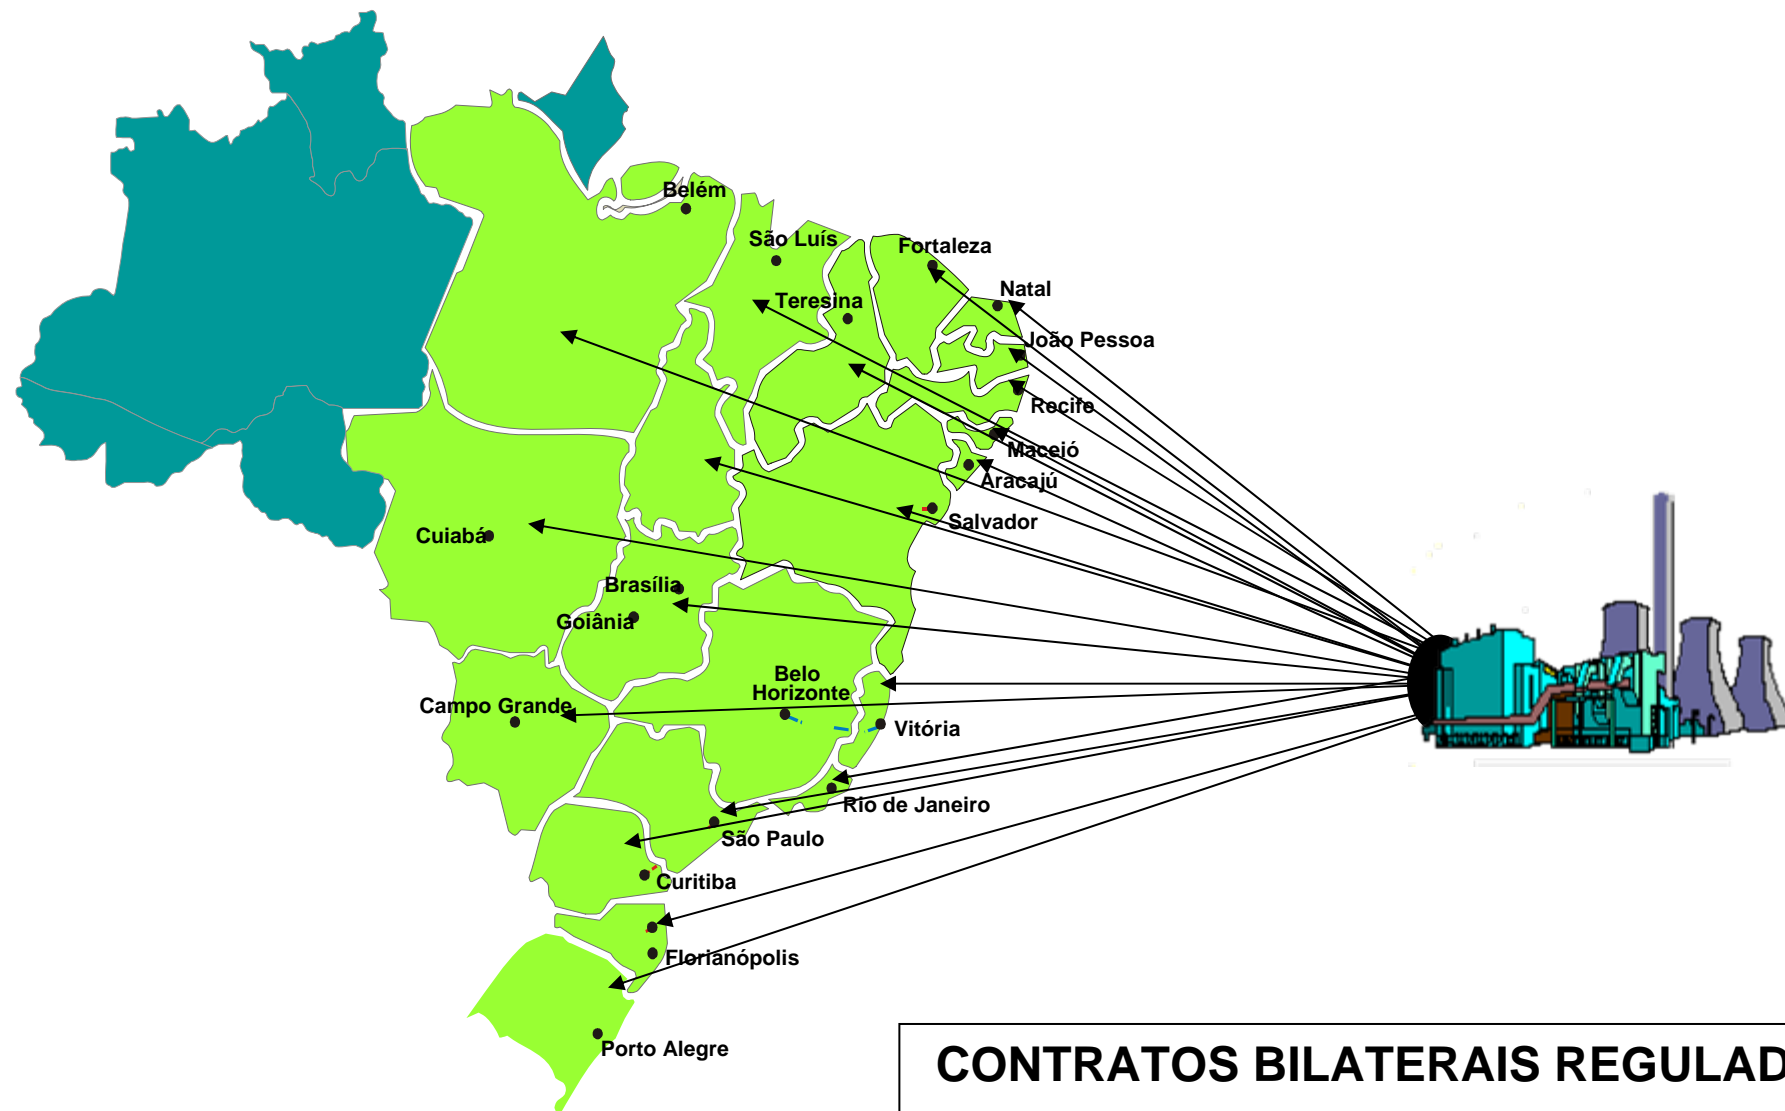 Belém
São Luís
Fortaleza
Natal
Teresina
João Pessoa
Recife
Maceió
Aracajú
Salvador
Cuiabá
Brasília
Goiânia
Belo
Horizonte
Campo Grande
Vitória
Rio de Janeiro
São Paulo
Curitiba
Florianópolis
Porto Alegre
CONTRATOS BILATERAIS REGULAD